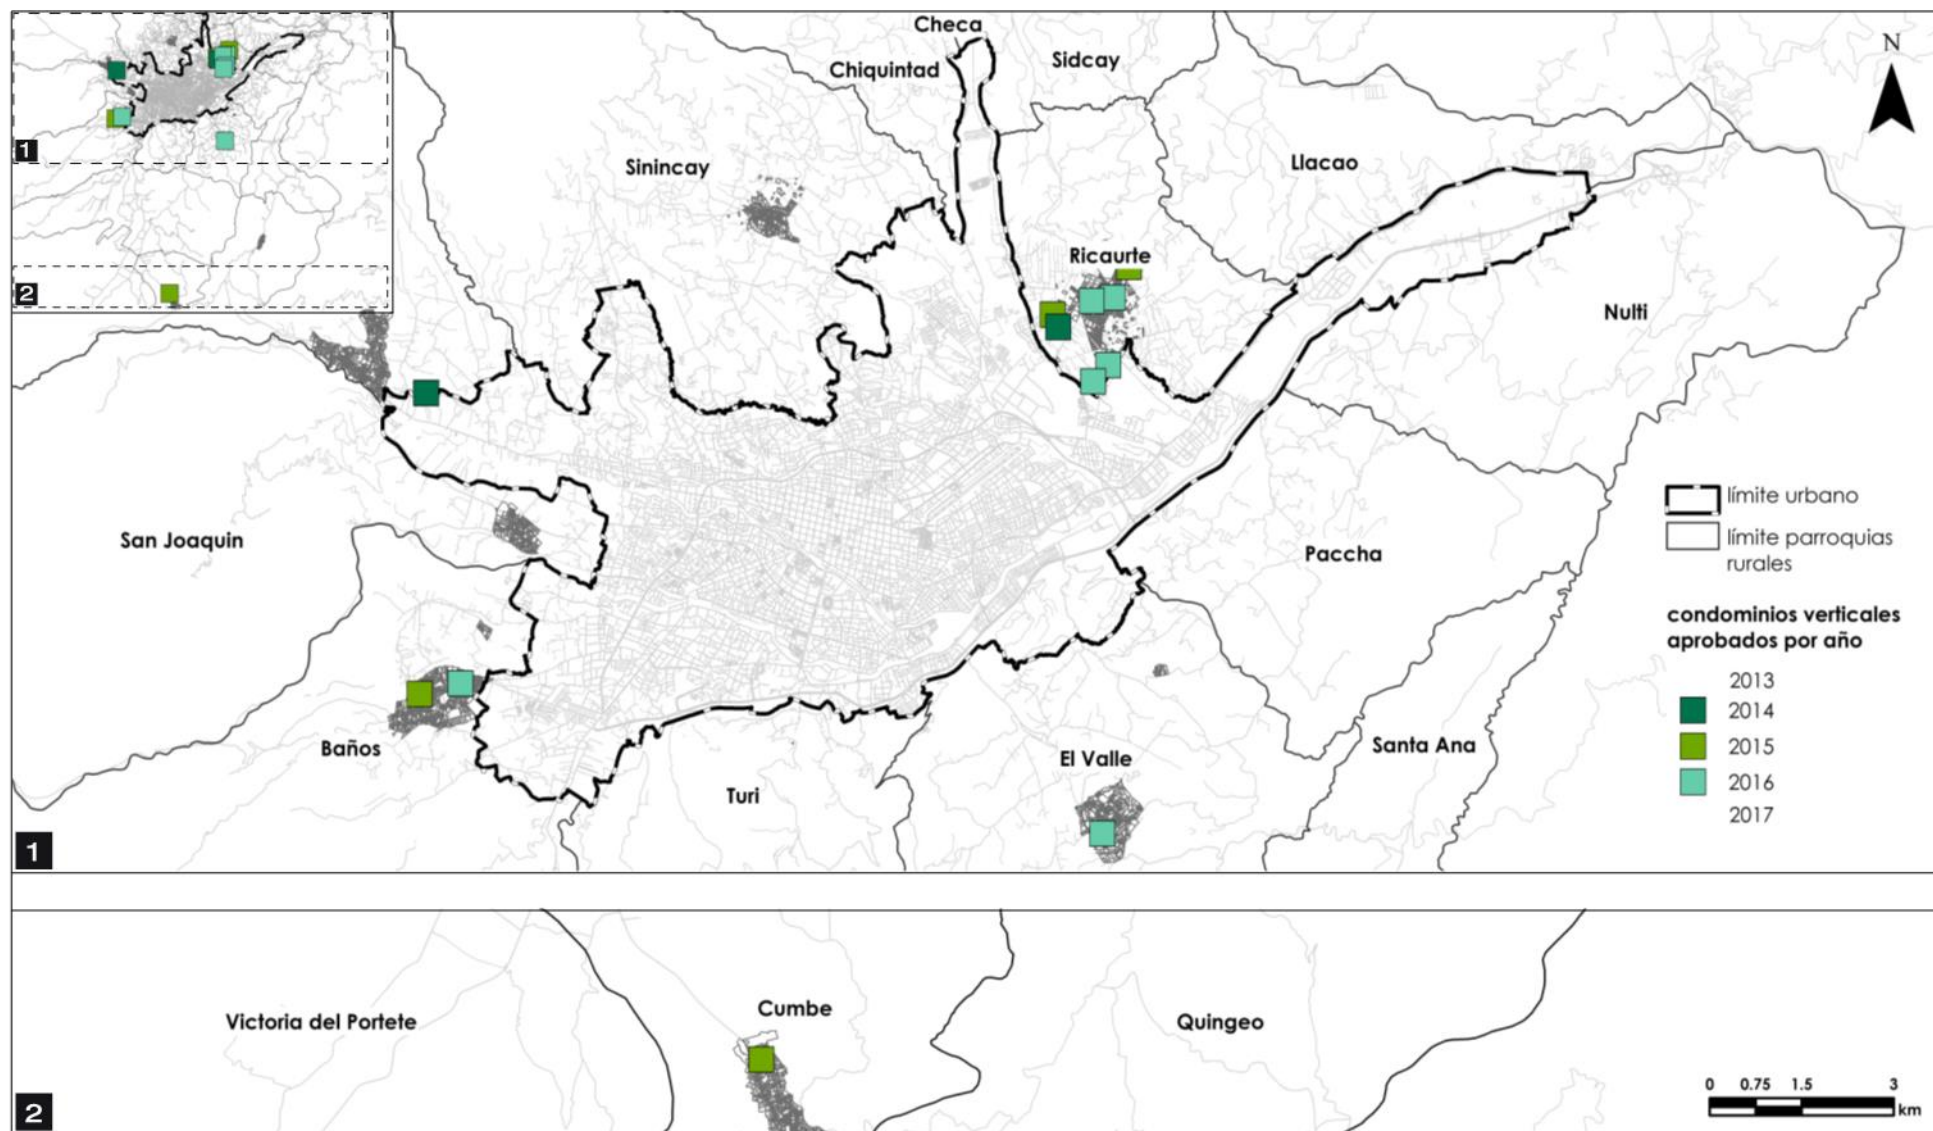 Checa
Chiquintad
Sidcay
N
Sinincay
Llacao
1
Ricaurte
2
Nulti
límite urbano
San Joaquin
límite parroquias
rurales
Paccha
condominios verticales
aprobados por año
2013
2014
2015
2016
2017
Baños
El Valle
Santa Ana
Turi
1
Victoria del Portete
Cumbe
Quingeo
0 0.75 1.5 3
km
2